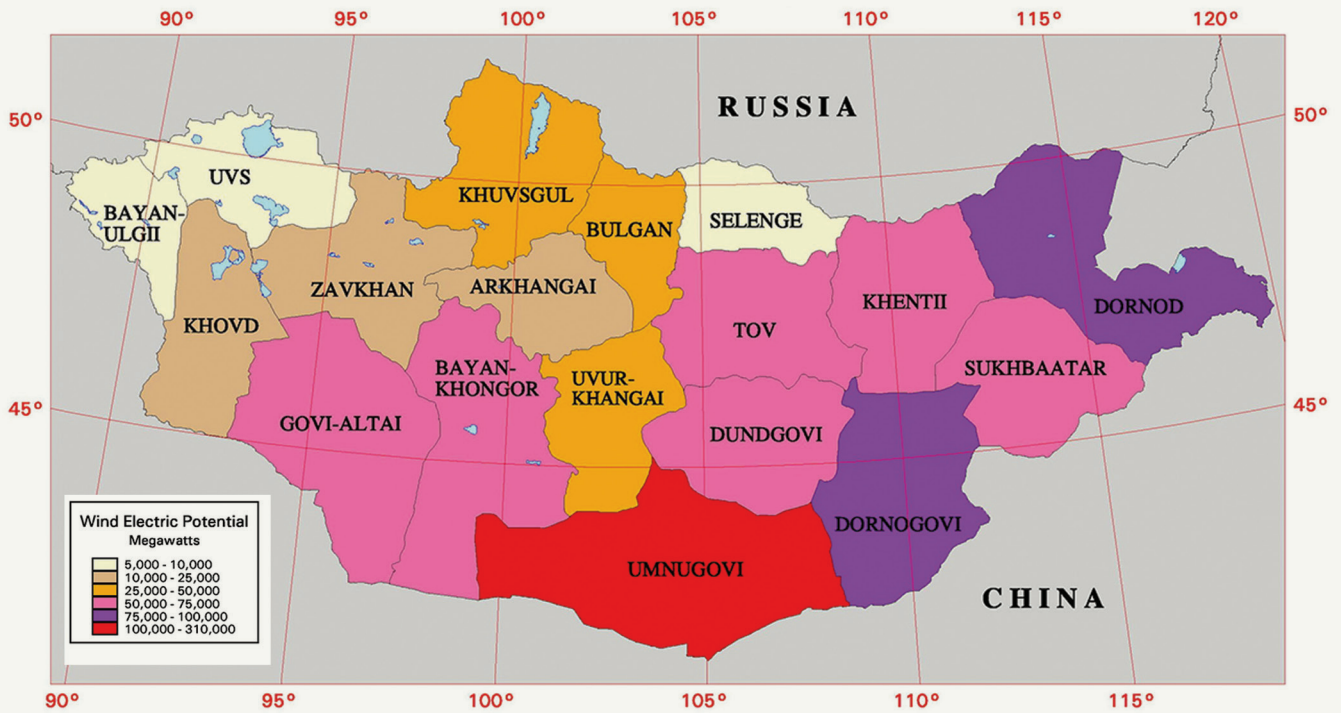 90° 95° 100° 105° 110° 115° 120°
50° 50°
RUSSIA
UVS
KHUVSGUL
BAYAN-
ULGII
BULGAN
SELENGE
ZAVKHAN
ARKHANGAI
KHENTII
DORNOD
KHOVD
TOV
BAYAN-
KHONGOR
UVUR-
KHANGAI
SUKHBAATAR
45° 45°
GOVI-ALTAI
DUNDGOVI
DORNOGOVI
UMNUGOVI
CHINA
Wind Electric Potential
Megawatts
5,000 - 10,000
10,000 - 25,000
25,000 - 50,000
50,000 - 75,000
75,000 - 100,000
100,000 - 310,000
90° 95° 100° 105° 110° 115°